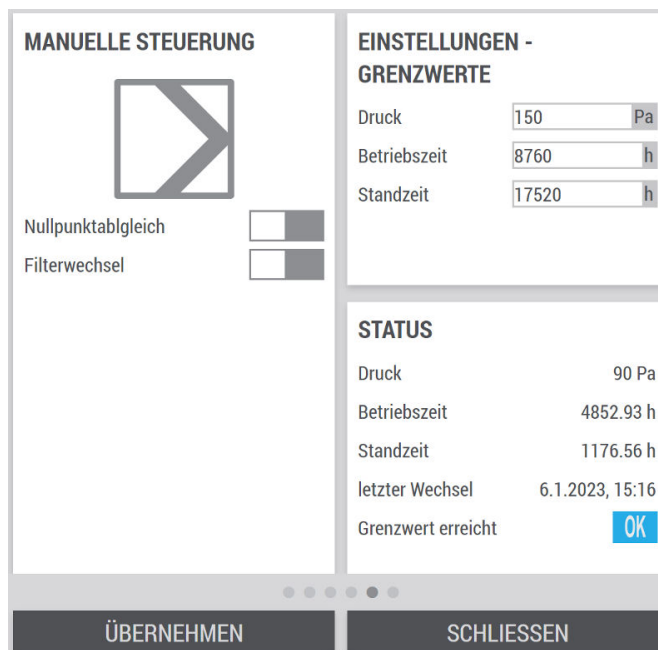 MANUELLE STEUERUNG
Nullpunktablgleich
Filterwechsel
EINSTELLUNGEN -
GRENZWERTE
Druck 150 Pa
Betriebszeit 8760 h
Standzeit 17520 h
STATUS
Druck 90 Pa
Betriebszeit 4852.93 h
Standzeit 1176.56 h
letzter Wechsel 6.1.2023, 15:16
Grenzwert erreicht OK
ÜBERNEHMEN SCHLIESSEN